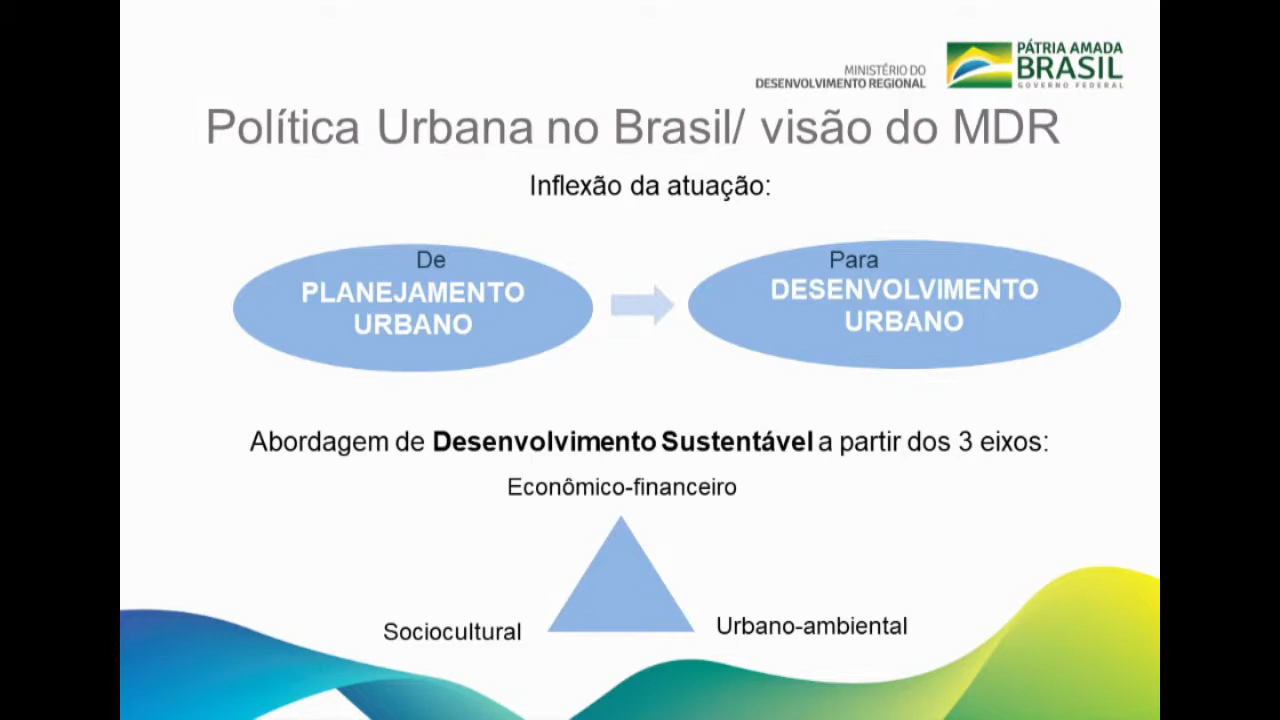 MINISTÉRIO DO
DESENVOLVIMENTO REGIONAL
PÁTRIA AMADA
BRASIL
GOVERNO FEDERAL
Política Urbana no Brasil/ visão do MDR
Inflexão da atuação:
De
PLANEJAMENTO
URBANO
Para
DESENVOLVIMENTO
URBANO
Abordagem de Desenvolvimento Sustentável a partir dos 3 eixos:
Econômico-financeiro
Sociocultural
Urbano-ambiental